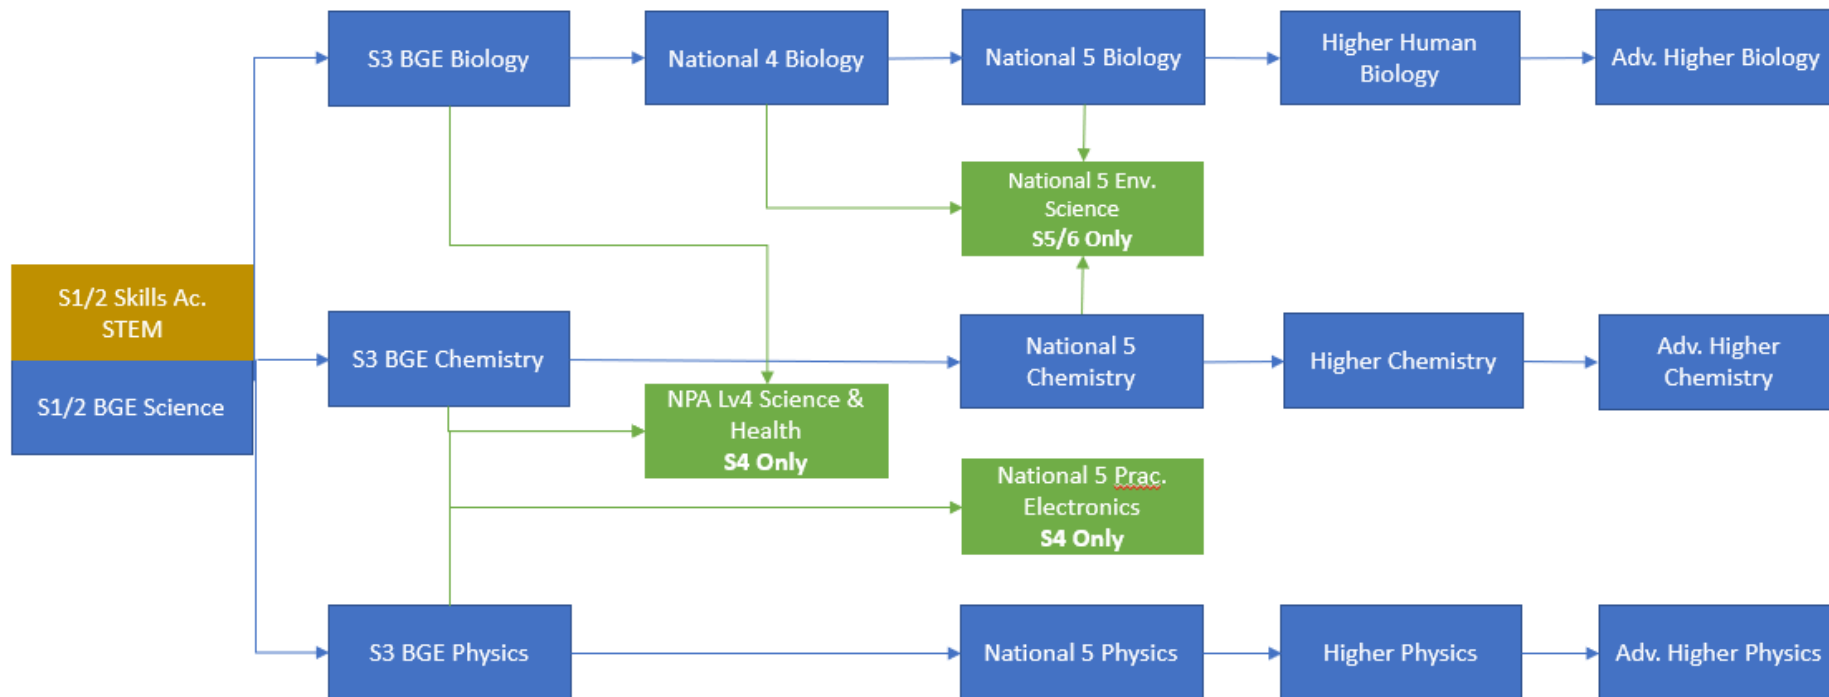 S3 BGE Biology
National 4 Biology
National 5 Biology
Higher Human
Biology
Adv. Higher Biology
National 5 Env.
Science
S5/6 Only
S1/2 Skills Ac.
STEM
S1/2 BGE Science
S3 BGE Chemistry
National 5
Chemistry
Higher Chemistry
Adv. Higher
Chemistry
NPA Lv4 Science &
Health
S4 Only
National 5 Prac.
Electronics
S4 Only
S3 BGE Physics
National 5 Physics
Higher Physics
Adv. Higher Physics